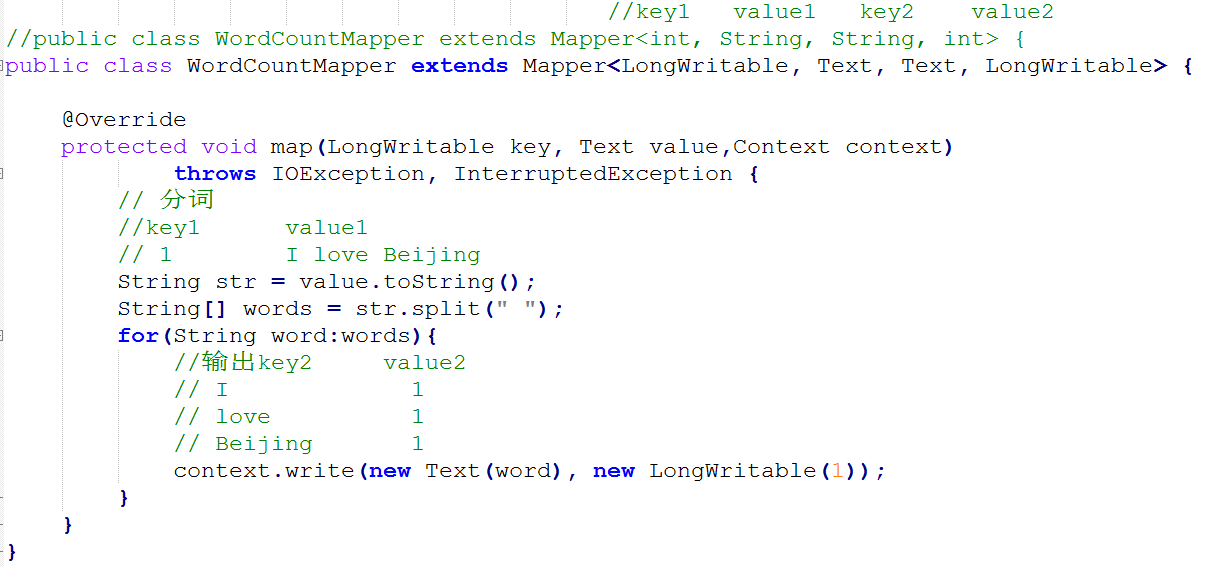 //key1   value1   key2    value2
//public class WordCountMapper extends Mapper<int, String, String, int> {
public class WordCountMapper extends Mapper<LongWritable, Text, Text, LongWritable> {
    @Override
    protected void map(LongWritable key, Text value,Context context)
            throws IOException, InterruptedException {
        // 分词
        //key1      value1
        // 1        I love Beijing
        String str = value.toString();
        String[] words = str.split(" ");
        for(String word:words){
            //输出key2     value2
            // I             1
            // love          1
            // Beijing       1
            context.write(new Text(word), new LongWritable(1));
        }
    }
}